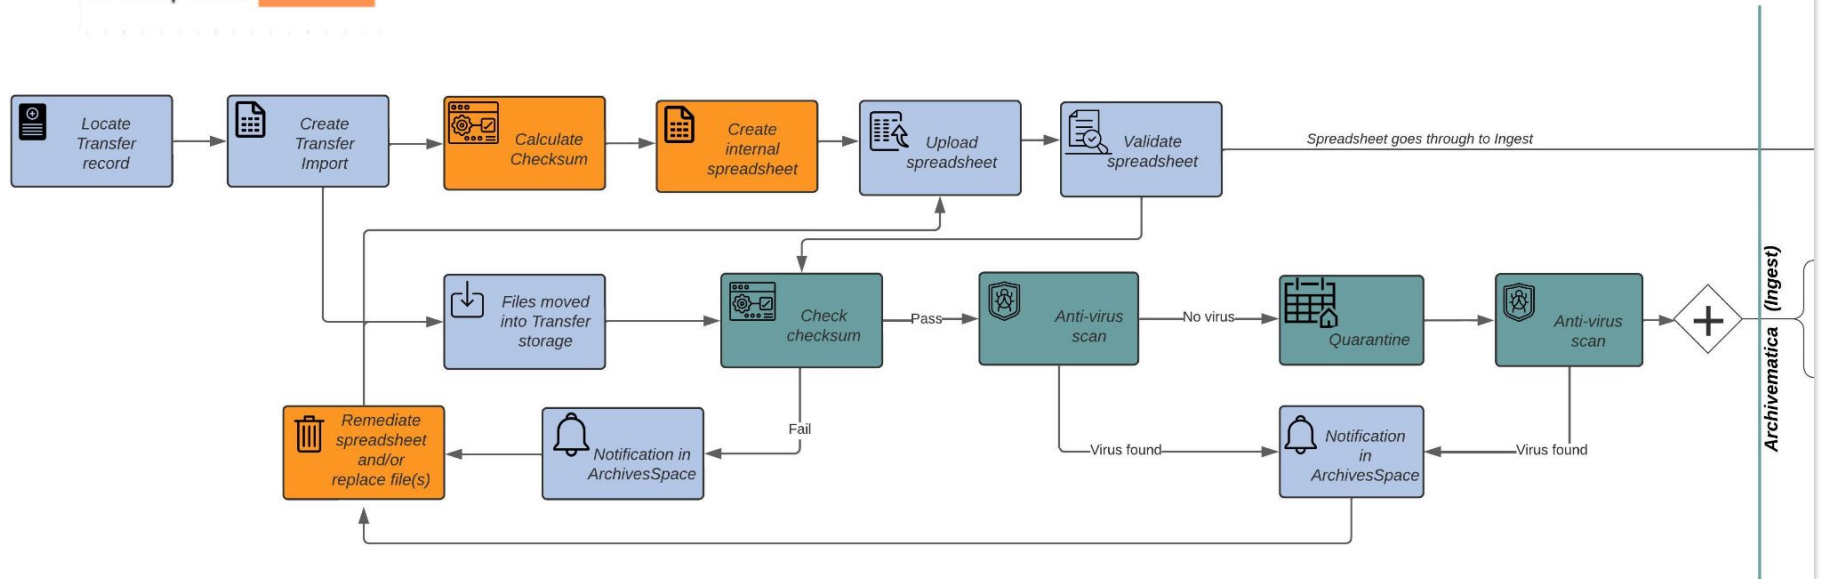 Locate
Transfer
record
Create
Transfer
Import
Calculate
Checksum
Create
internal
spreadsheet
Upload
spreadsheet
Validate
spreadsheet
Spreadsheet goes through to Ingest
Files moved
into Transfer
storage
Check
checksum
Pass
Anti-virus
scan
No virus
Quarantine
Anti-virus
scan
Archivematica (Ingest)
Remediate
spreadsheet
and/or
replace file(s)
Notification in
ArchivesSpace
Fail
Virus found
Notification
in
ArchivesSpace
Virus found